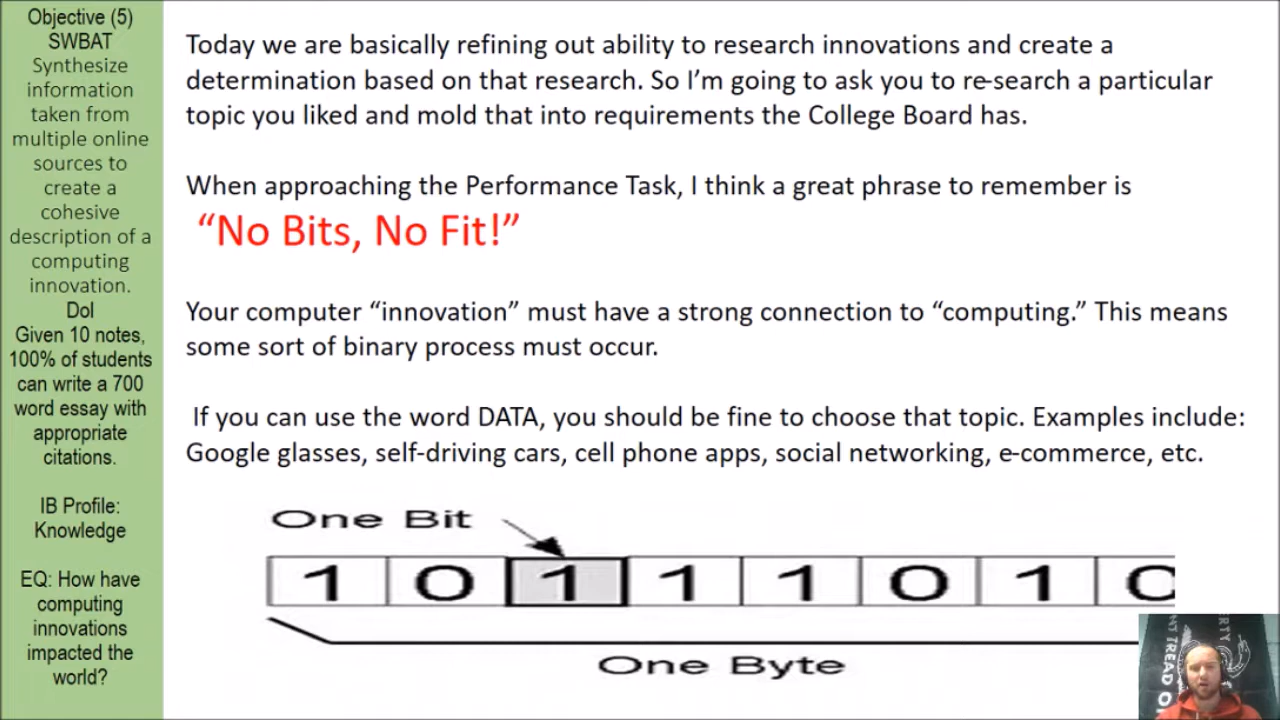 Objective (5)
SWBAT
Synthesize
information
taken from
multiple online
sources to
create a
cohesive
description of a
computing
innovation.
DoI
Given 10 notes,
100% of students
can write a 700
word essay with
appropriate
citations.
IB Profile:
Knowledge
EQ: How have
computing
innovations
impacted the
world?
Today we are basically refining out ability to research innovations and create a
determination based on that research. So I'm going to ask you to re-search a particular
topic you liked and mold that into requirements the College Board has.
When approaching the Performance Task, I think a great phrase to remember is
“No Bits, No Fit!”
Your computer “innovation” must have a strong connection to “computing.” This means
some sort of binary process must occur.
If you can use the word DATA, you should be fine to choose that topic. Examples include:
Google glasses, self-driving cars, cell phone apps, social networking, e-commerce, etc.
One Bit
1 0 1 1 1 0 1 0
One Byte